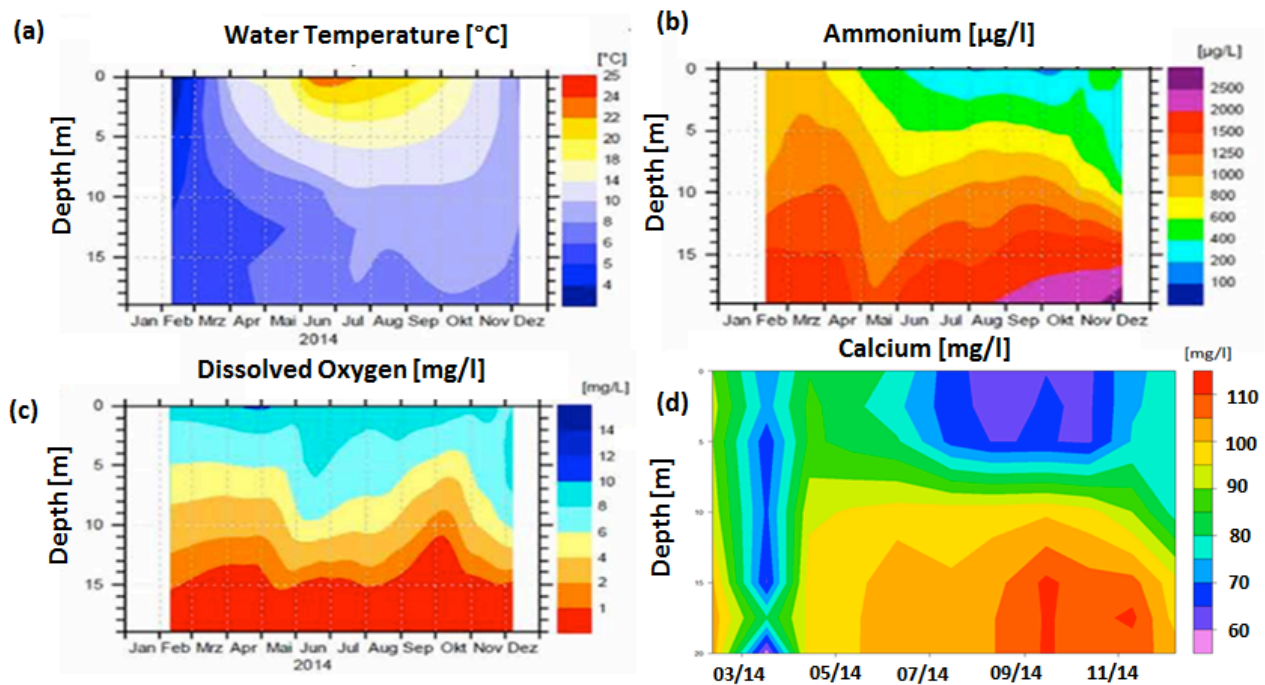 (a)
Water Temperature [°C]
[°C]
0
5
10
15
Depth [m]
25
24
22
20
18
14
10
8
6
5
4
Jan Feb Mrz Apr Mai Jun Jul Aug Sep Okt Nov Dez
2014
(b)
Ammonium [µg/l]
[µg/L]
0
5
10
15
Depth [m]
2500
2000
1500
1250
1000
800
600
400
200
100
Jan Feb Mrz Apr Mai Jun Jul Aug Sep Okt Nov Dez
(c)
Dissolved Oxygen [mg/l]
[mg/L]
0
5
10
15
Depth [m]
14
12
10
8
6
4
2
1
Jan Feb Mrz Apr Mai Jun Jul Aug Sep Okt Nov Dez
2014
(d)
Calcium [mg/l]
[mg/l]
0
5
10
15
20
Depth [m]
110
100
90
80
70
60
03/14 05/14 07/14 09/14 11/14